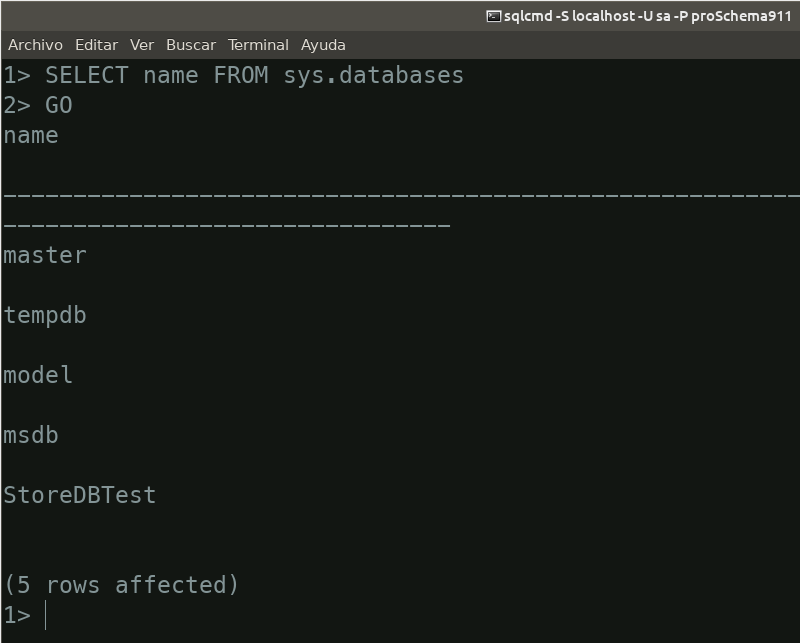 sqlcmd -S localhost -U sa -P proSchema911
Archivo Editar Ver Buscar Terminal Ayuda
1> SELECT name FROM sys.databases
2> GO
name
---------------------------------------------------------
--------------------------------
master
tempdb
model
msdb
StoreDBTest
(5 rows affected)
1>